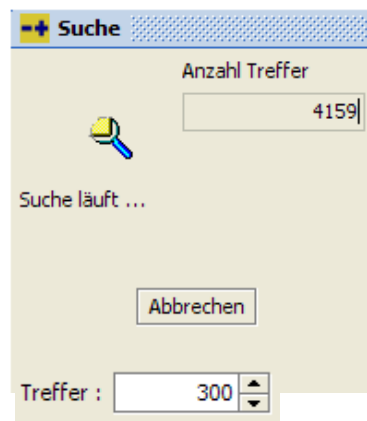 Suche
Anzahl Treffer
4159
Suche läuft ...
Abbrechen
Treffer : 300